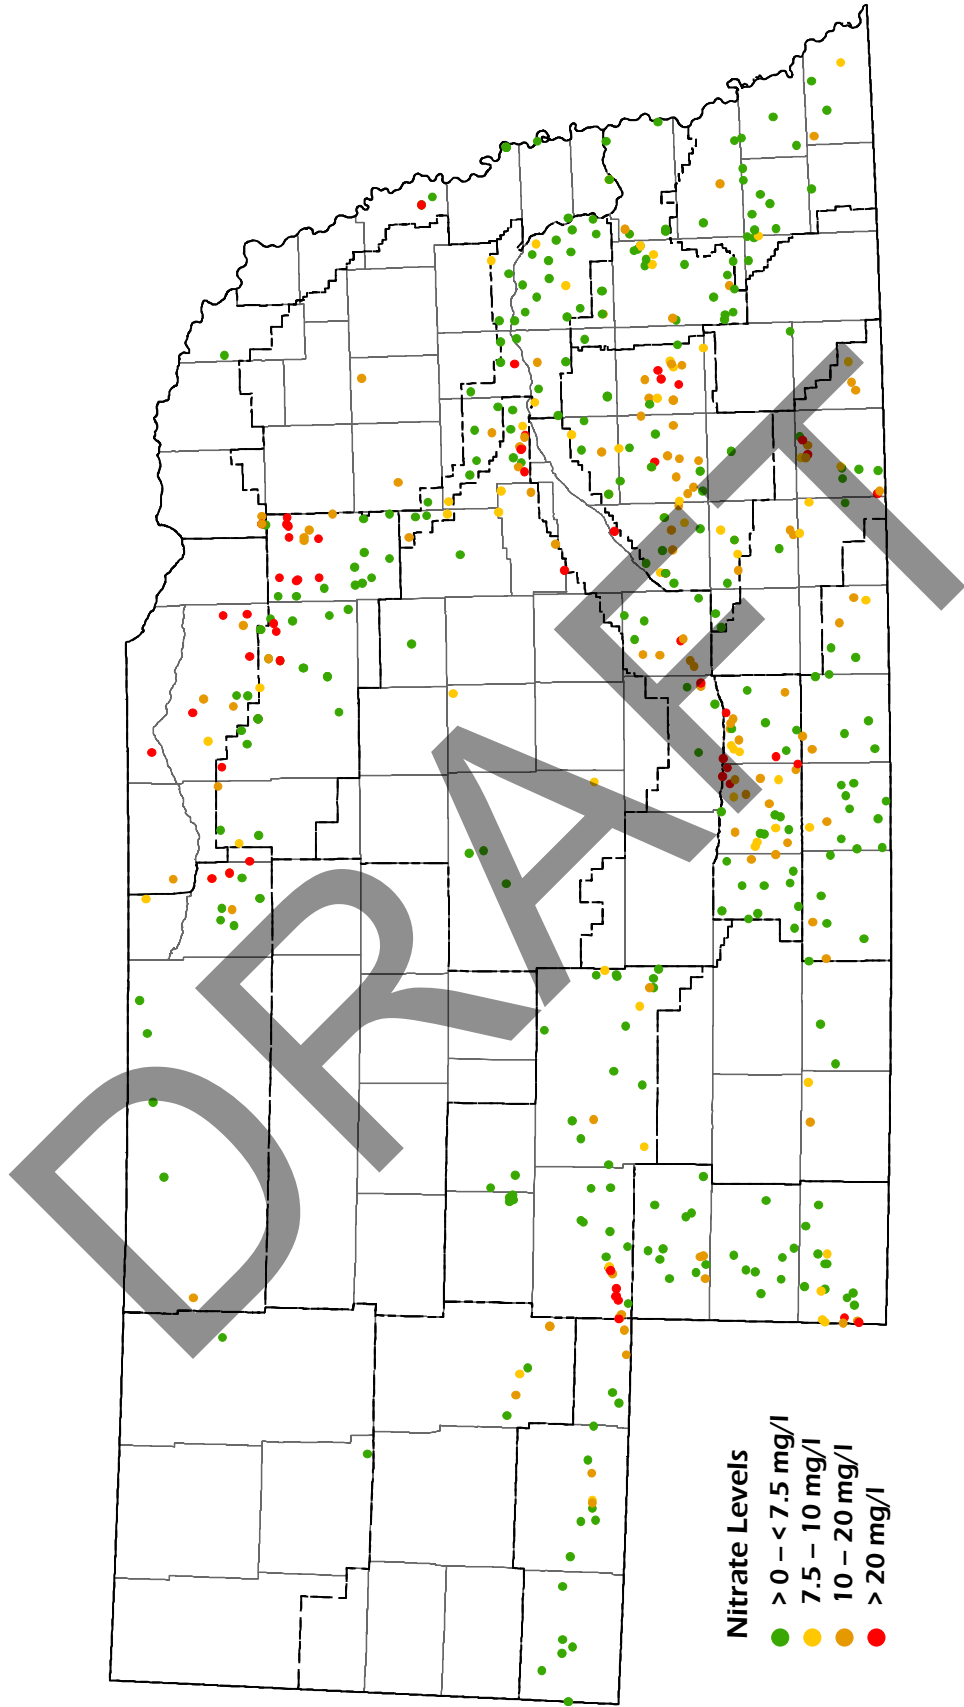 DRAFT
Nitrate Levels
> 0 – < 7.5 mg/l
7.5 – 10 mg/l
10 – 20 mg/l
> 20 mg/l